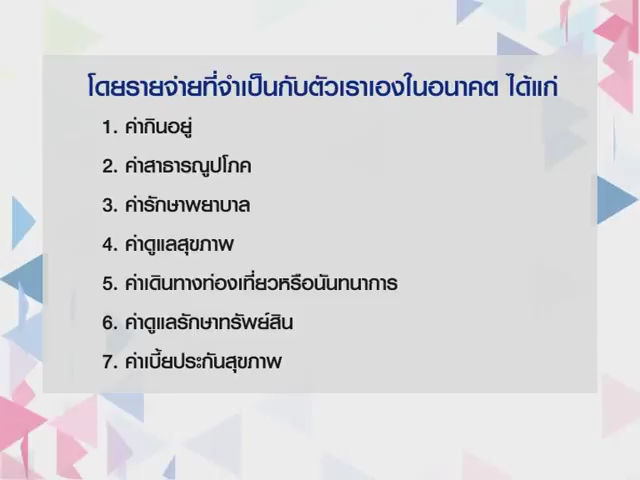 โดยรายจ่ายที่จำเป็นกับตัวเราเองในอนาคต ได้แก่
1. ค่ากินอยู่
2. ค่าสาธารณูปโภค
3. ค่ารักษาพยาบาล
4. ค่าดูแลสุขภาพ
5. ค่าเดินทางท่องเที่ยวหรือนันทนาการ
6. ค่าดูแลรักษาทรัพย์สิน
7. ค่าเบี้ยประกันสุขภาพ